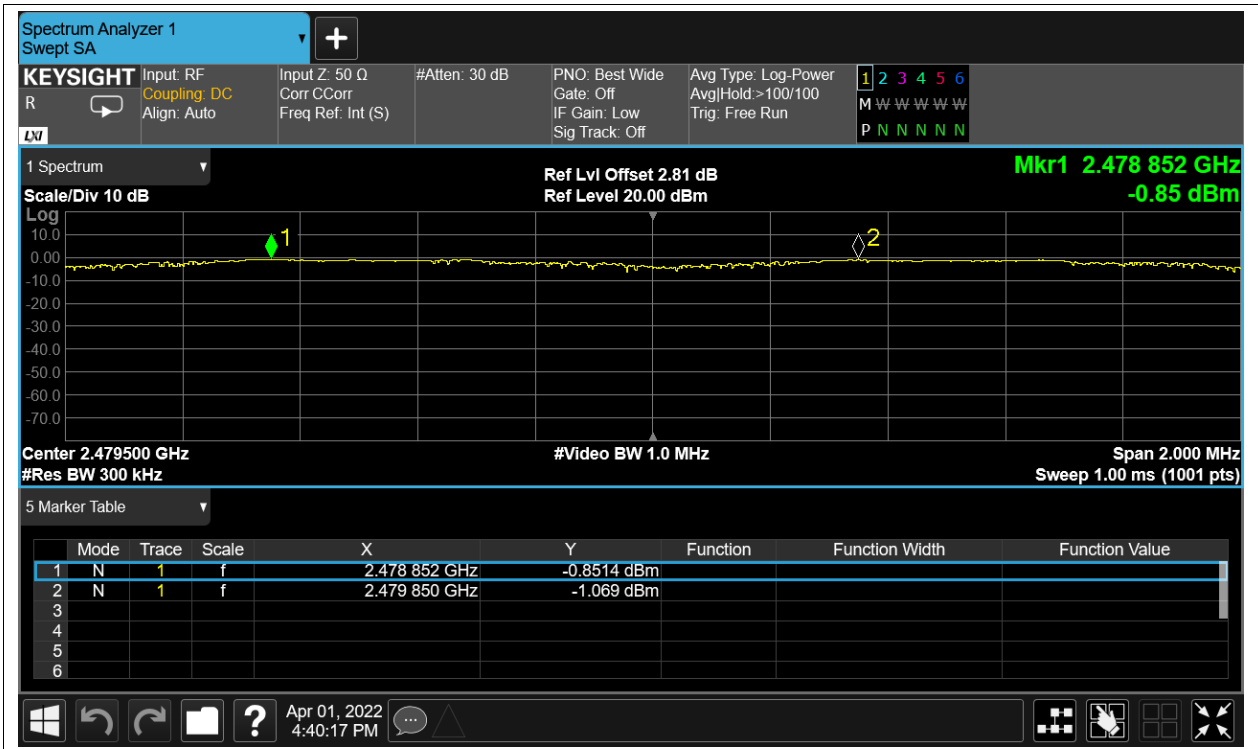 Spectrum Analyzer 1
Swept SA
KEYSIGHT Input: RF Input Z: 50 Ω #Atten: 30 dB PNO: Best Wide Avg Type: Log-Power 1 2 3 4 5 6
R Coupling: DC Corr CCorr Gate: Off Avg|Hold:>100/100 M W W W W W
Align: Auto Freq Ref: Int (S) IF Gain: Low Trig: Free Run
LXI Sig Track: Off P N N N N N
1 Spectrum Ref Lvl Offset 2.81 dB Mkr1 2.478 852 GHz
Scale/Div 10 dB Ref Level 20.00 dBm -0.85 dBm
Log
10.0 1 2
0.00
-10.0
-20.0
-30.0
-40.0
-50.0
-60.0
-70.0
Center 2.479500 GHz #Video BW 1.0 MHz Span 2.000 MHz
#Res BW 300 kHz Sweep 1.00 ms (1001 pts)
5 Marker Table
Mode Trace Scale X Y Function Function Width Function Value
1 N 1 f 2.478 852 GHz -0.8514 dBm
2 N 1 f 2.479 850 GHz -1.069 dBm
3
4
5
6
? Apr 01, 2022
4:40:17 PM